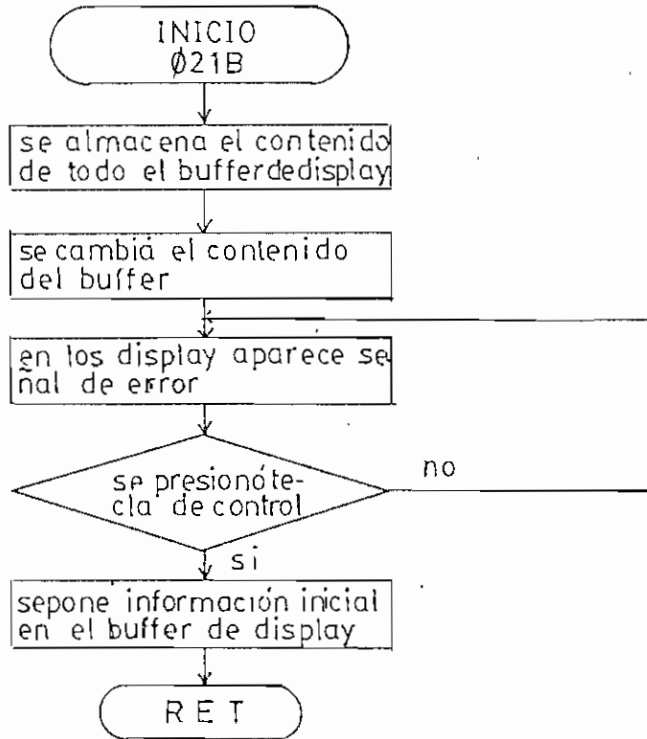 INICIO
Ø21B
se almacena el contenido
de todo el bufferdedisplay
se cambiá el contenido
del buffer
en los display aparece se
ñal de error
se presionóte-
cla de control
no
si
sepone información inicial
en el buffer de display
RET